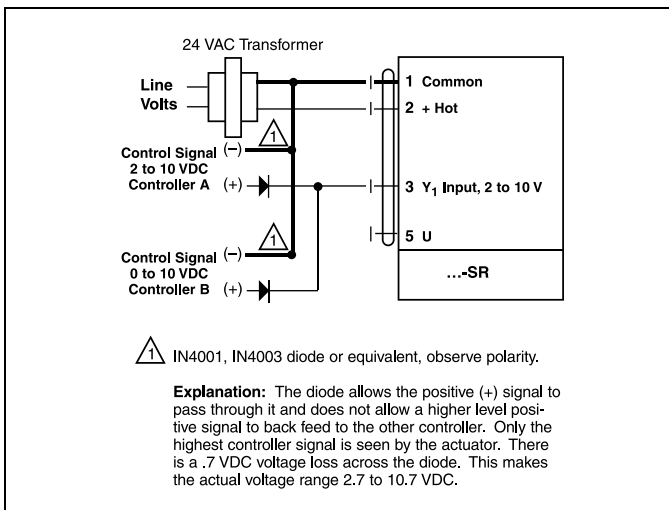 24 VAC Transformer
Line
Volts
1 Common
2 + Hot
1
Control Signal (–)
2 to 10 VDC
Controller A (+)
3 Y₁ Input, 2 to 10 V
1
Control Signal (–)
0 to 10 VDC
Controller B (+)
5 U
...-SR
1 IN4001, IN4003 diode or equivalent, observe polarity.
Explanation: The diode allows the positive (+) signal to
pass through it and does not allow a higher level posi-
tive signal to back feed to the other controller. Only the
highest controller signal is seen by the actuator. There
is a .7 VDC voltage loss across the diode. This makes
the actual voltage range 2.7 to 10.7 VDC.